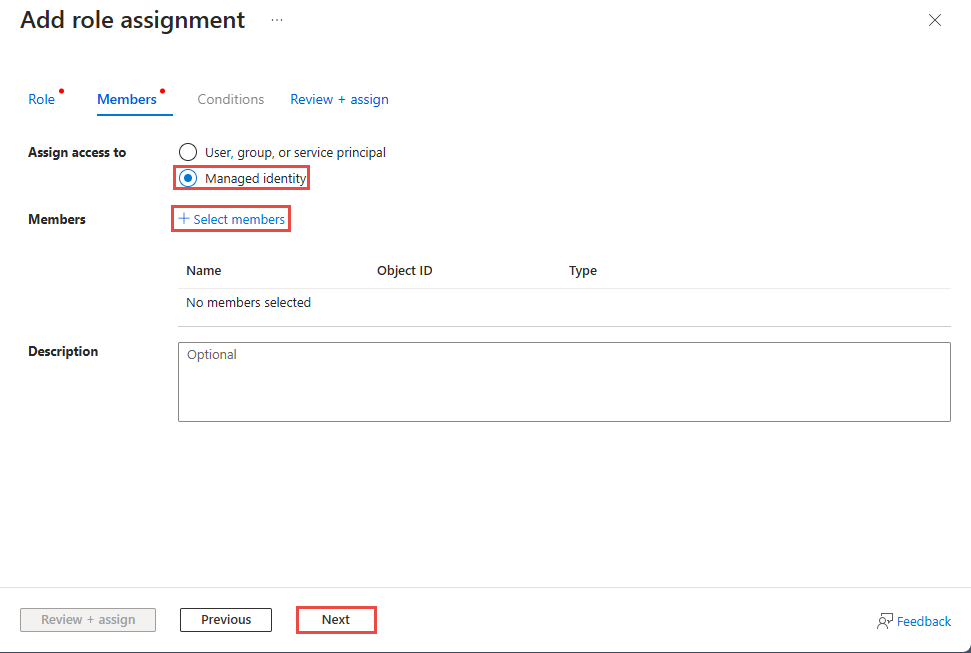 Add role assignment ...
Role Members Conditions Review + assign
Assign access to User, group, or service principal
Managed identity
Members + Select members
Name Object ID Type
No members selected
Description Optional
Review + assign Previous Next Feedback